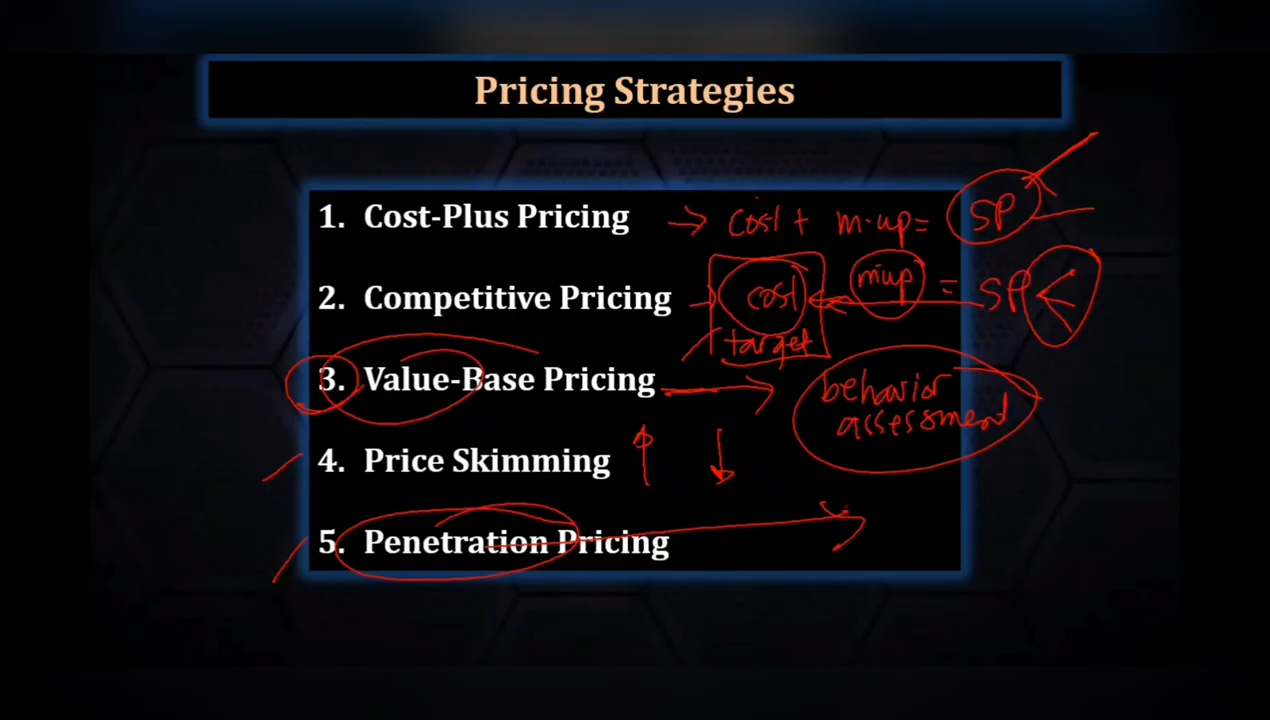 Pricing Strategies
1. Cost-Plus Pricing → cost + m.up = SP
2. Competitive Pricing → cost ← m.up = SP <
target
3. Value-Base Pricing → behavior
assessment
4. Price Skimming ↑ ↓
5. Penetration Pricing →